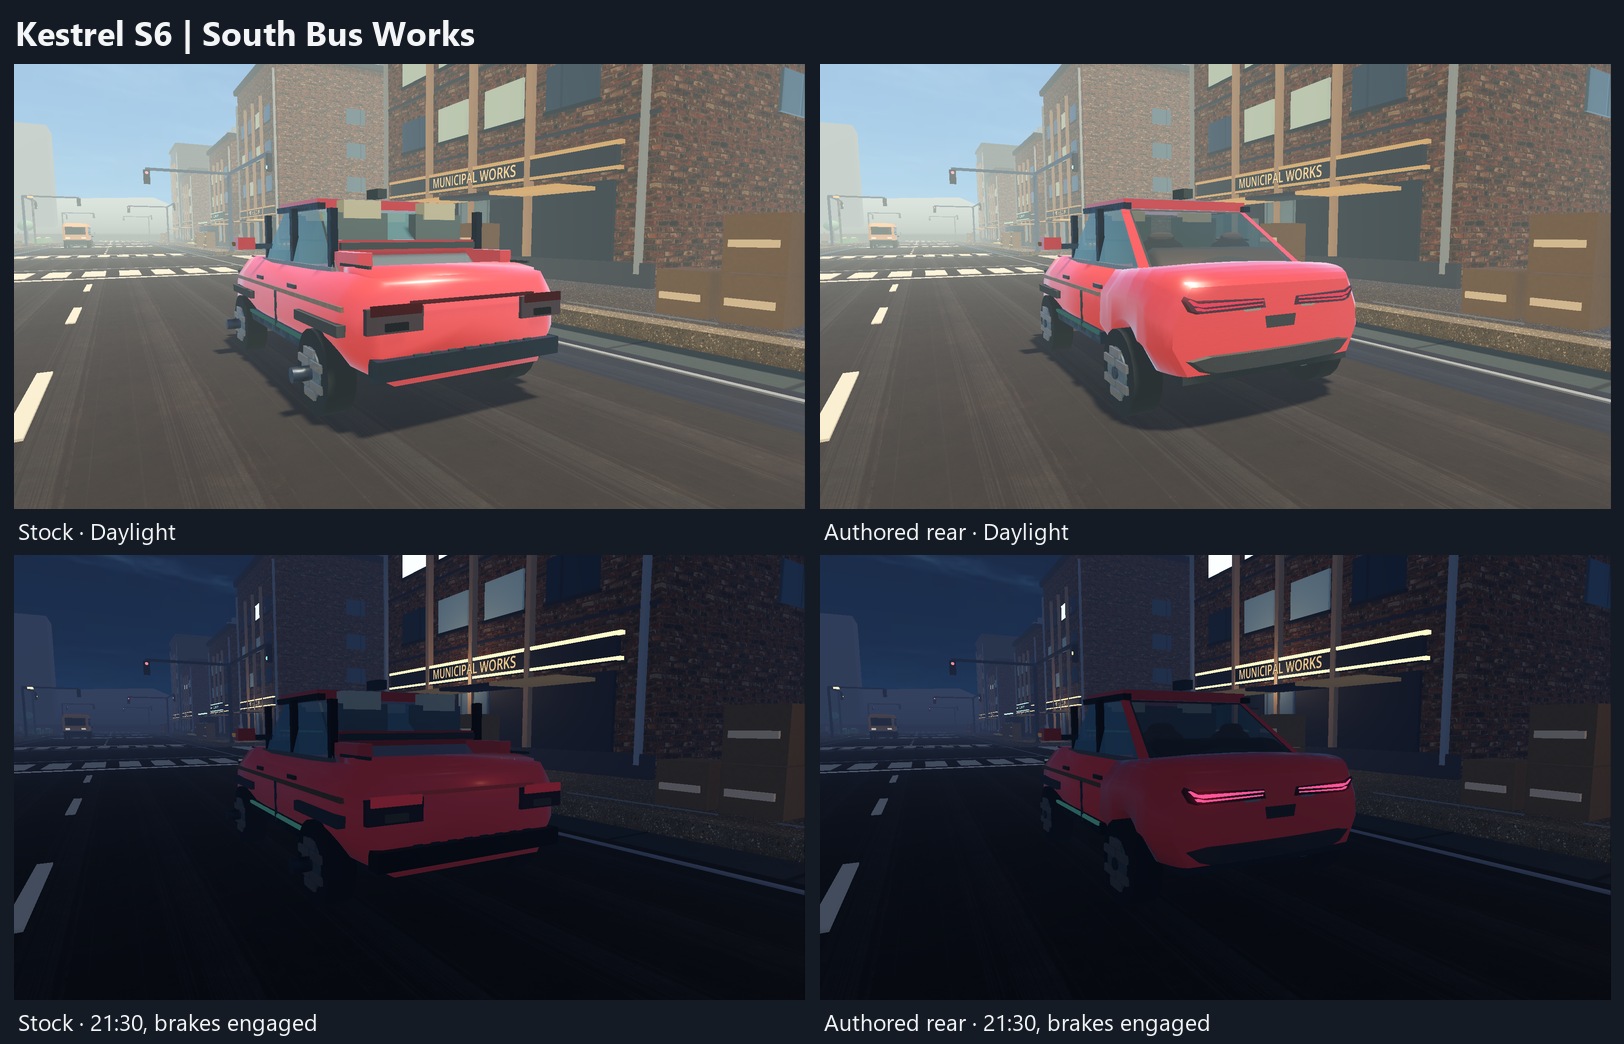 Kestrel S6 | South Bus Works
MUNICIPAL WORKS
MUNICIPAL WORKS
Stock · Daylight
Authored rear · Daylight
MUNICIPAL WORKS
MUNICIPAL WORKS
Stock · 21:30, brakes engaged
Authored rear · 21:30, brakes engaged